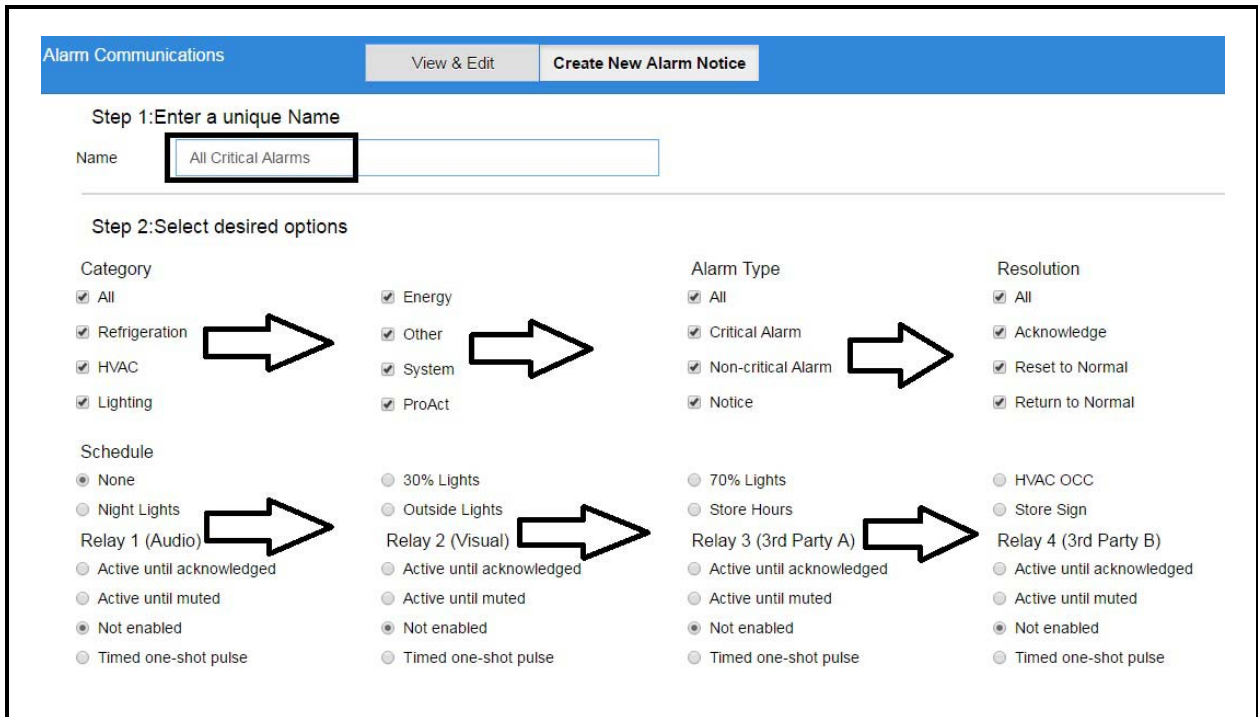 Alarm Communications View & Edit Create New Alarm Notice
Step 1:Enter a unique Name
Name All Critical Alarms
Step 2:Select desired options
Category Alarm Type Resolution
All Energy All All
Refrigeration Other Critical Alarm Acknowledge
HVAC System Non-critical Alarm Reset to Normal
Lighting ProAct Notice Return to Normal
Schedule
None 30% Lights 70% Lights HVAC OCC
Night Lights Outside Lights Store Hours Store Sign
Relay 1 (Audio) Relay 2 (Visual) Relay 3 (3rd Party A) Relay 4 (3rd Party B)
Active until acknowledged Active until acknowledged Active until acknowledged Active until acknowledged
Active until muted Active until muted Active until muted Active until muted
Not enabled Not enabled Not enabled Not enabled
Timed one-shot pulse Timed one-shot pulse Timed one-shot pulse Timed one-shot pulse